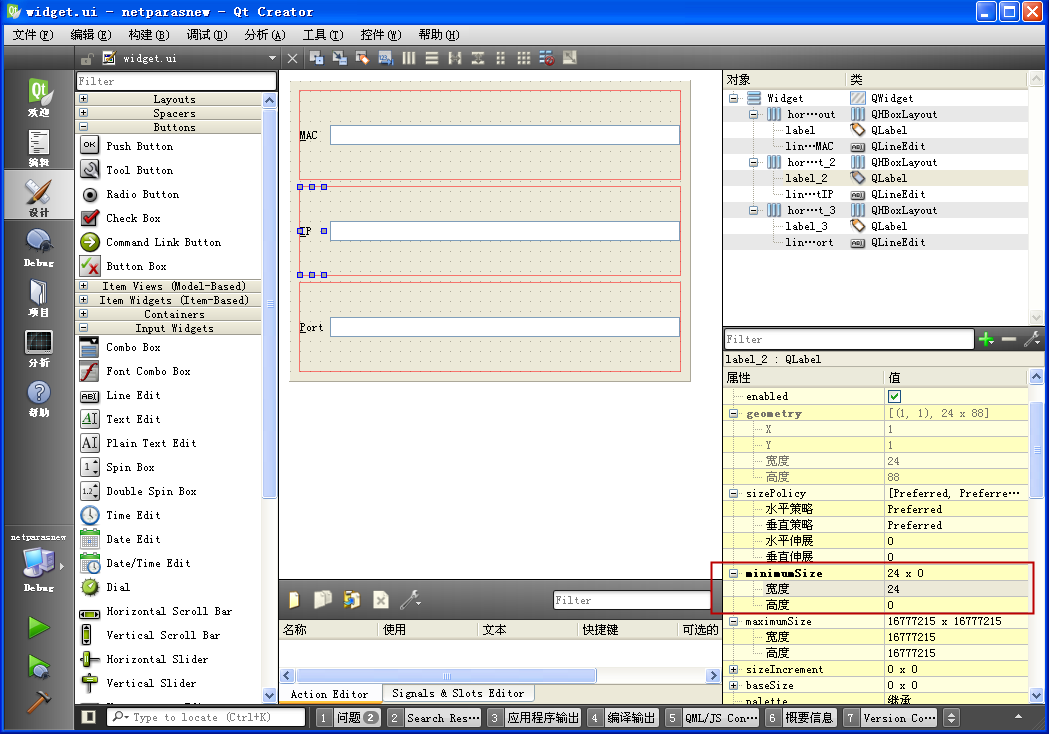 widget.ui - netparasnew - Qt Creator
文件(F) 编辑(E) 构建(B) 调试(D) 分析(A) 工具(T) 控件(W) 帮助(H)
widget.ui
Qt
欢迎
编辑
设计
Debug
项目
分析
帮助
netparasnew
Debug
Filter
Layouts
Spacers
Buttons
OK Push Button
Tool Button
Radio Button
Check Box
Command Link Button
Button Box
Item Views (Model-Based)
Item Widgets (Item-Based)
Containers
Input Widgets
Combo Box
Font Combo Box
ABI Line Edit
AI Text Edit
AI Plain Text Edit
1 Spin Box
1.2 Double Spin Box
Time Edit
Date Edit
Date/Time Edit
Dial
Horizontal Scroll Bar
Vertical Scroll Bar
Horizontal Slider
Vertical Slider
MAC
IP
Port
Filter
名称 使用 文本 快捷键 可选的
Action Editor Signals & Slots Editor
对象 类
Widget QWidget
hor···out QHBoxLayout
label QLabel
lin···MAC ABI QLineEdit
hor···t_2 QHBoxLayout
label_2 QLabel
lin···tIP ABI QLineEdit
hor···t_3 QHBoxLayout
label_3 QLabel
lin···ort ABI QLineEdit
Filter
label_2 : QLabel
属性 值
enabled
geometry [(1, 1), 24 x 88]
X 1
Y 1
宽度 24
高度 88
sizePolicy [Preferred, Preferre···
水平策略 Preferred
垂直策略 Preferred
水平伸展 0
垂直伸展 0
minimumSize 24 x 0
宽度 24
高度 0
maximumSize 16777215 x 16777215
宽度 16777215
高度 16777215
sizeIncrement 0 x 0
baseSize 0 x 0
palette 继承
Type to locate (Ctrl+K) 1 问题 2 2 Search Res··· 3 应用程序输出 4 编译输出 5 QML/JS Con··· 6 概要信息 7 Version Co···